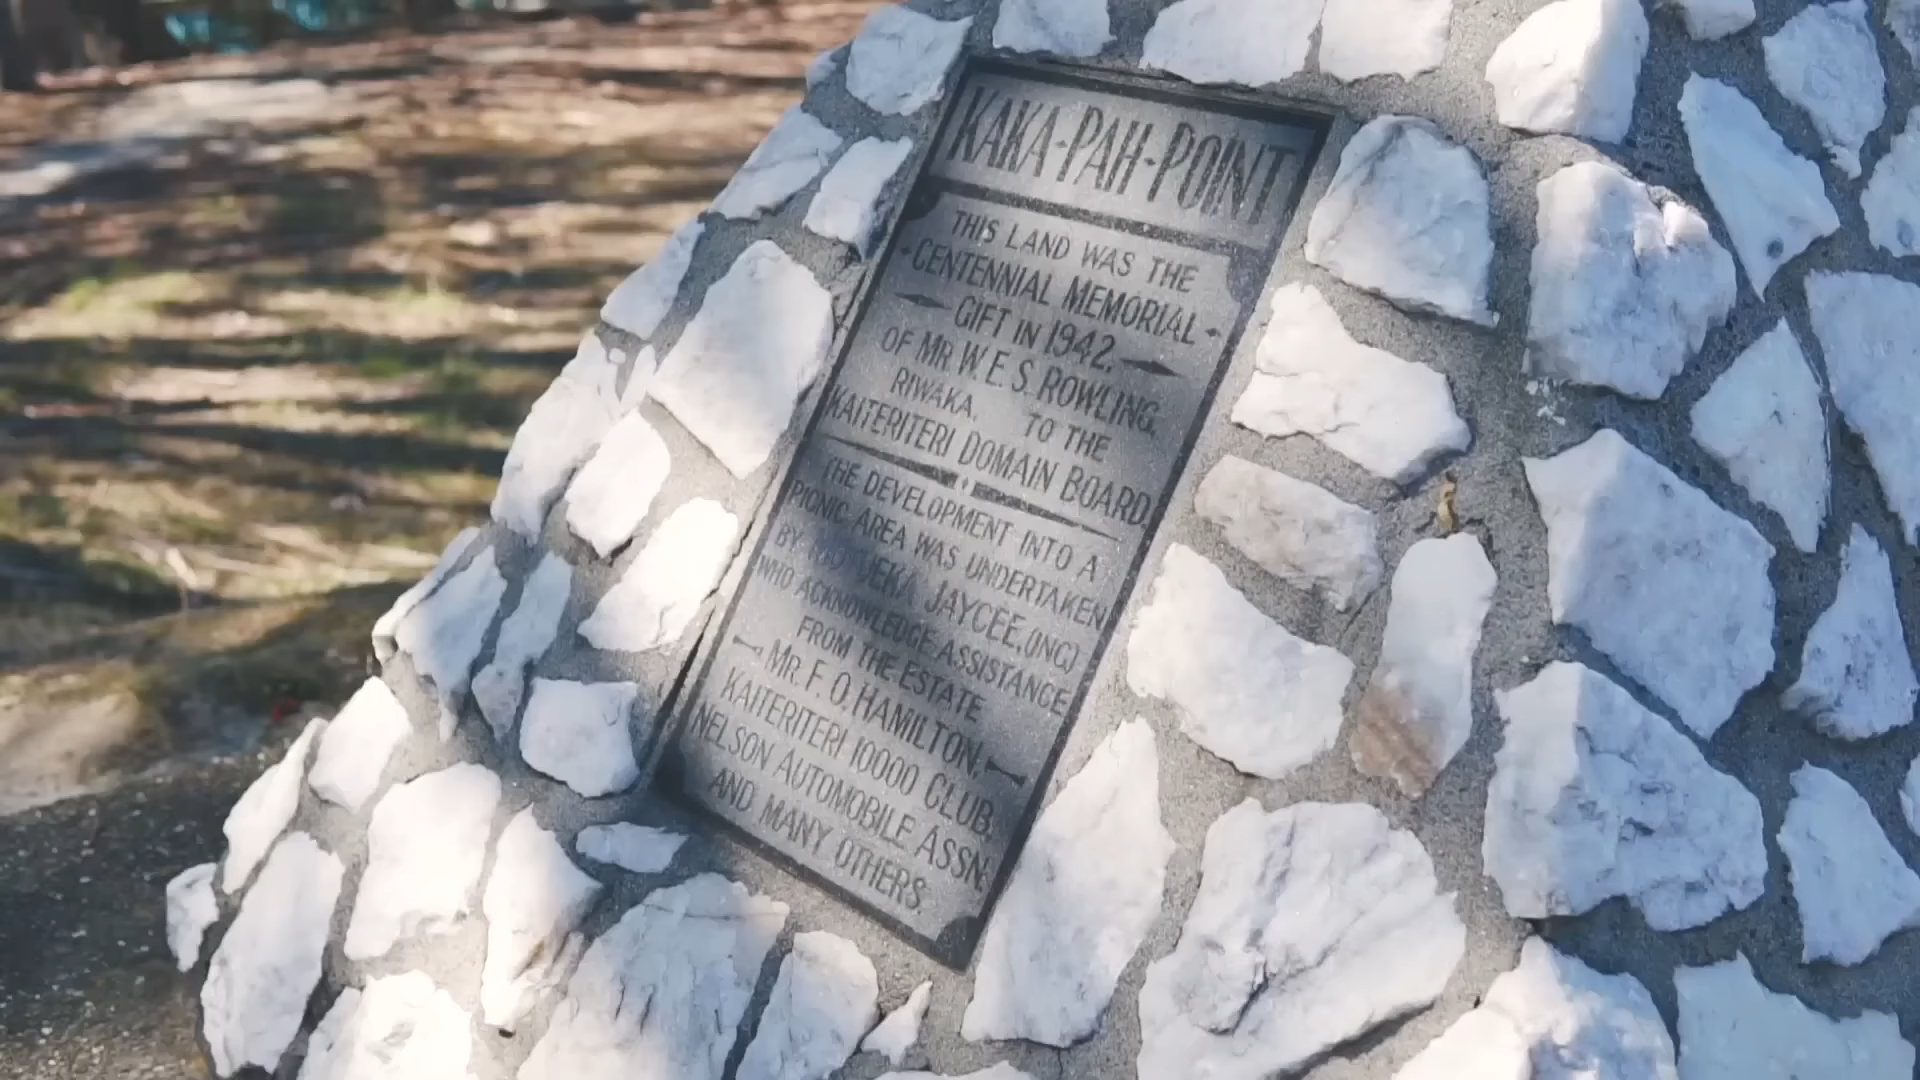 KAKA-PAH-POINT
THIS LAND WAS THE
CENTENNIAL MEMORIAL
GIFT IN 1942,
OF MR. W. E. S. ROWLING,
RIWAKA, TO THE
KAITERITERI DOMAIN BOARD.
THE DEVELOPMENT INTO A
PICNIC AREA WAS UNDERTAKEN
BY JAYCEE, (INC)
WHO ACKNOWLEDGE ASSISTANCE
FROM THE ESTATE
MR. F. O. HAMILTON,
KAITERITERI 10000 CLUB,
NELSON AUTOMOBILE ASSN.
AND MANY OTHERS.